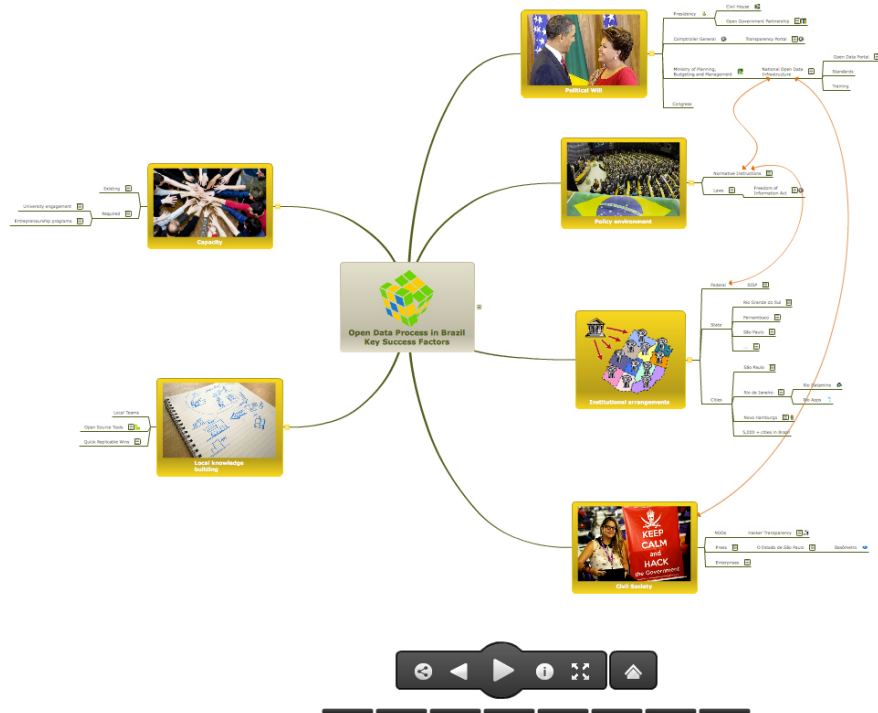 Open Data Process in Brazil
Key Success Factors
Political Will
Presidency
Civil House
Open Government Partnership
Comptroller General
Transparency Portal
Ministry of Planning,
Budgeting and Management
National Open Data
Infrastructure
Open Data Portal
Standards
Training
Congress
Policy environment
Normative Instructions
Laws
Freedom of
Information Act
Institutional arrangements
Federal
State
Rio Grande do Sul
Pernambuco
São Paulo
...
Cities
São Paulo
Rio de Janeiro
Rio Datamine
Rio Apps
Novo Hamburgo
5,000 + cities in Brazil
Civil Society
KEEP
CALM
and
HACK
the Government
NGOs
Hacker Transparency
Press
O Estado de São Paulo
Basômetro
Enterprises
Capacity
Existing
Required
University engagement
Entrepreneurship programs
Local knowledge
building
Local Teams
Open Source Tools
Quick Replicable Wins